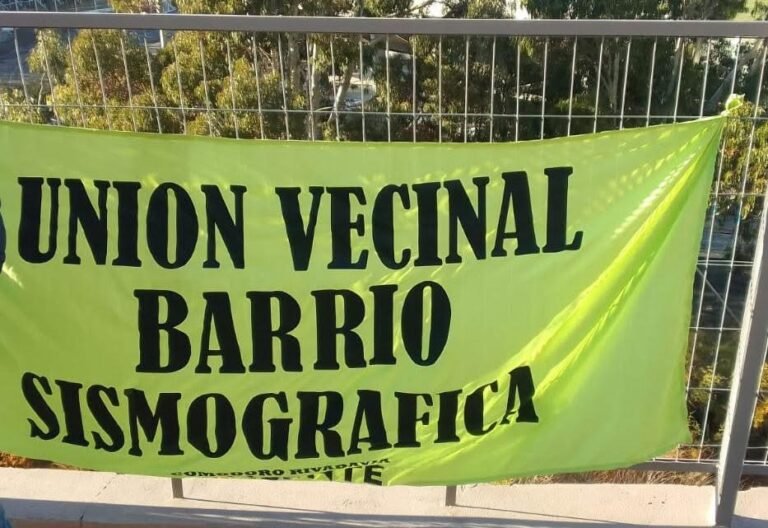 UNION VECINAL
BARRIO
SISMOGRAFICA
COMODORO RIVADAVIA